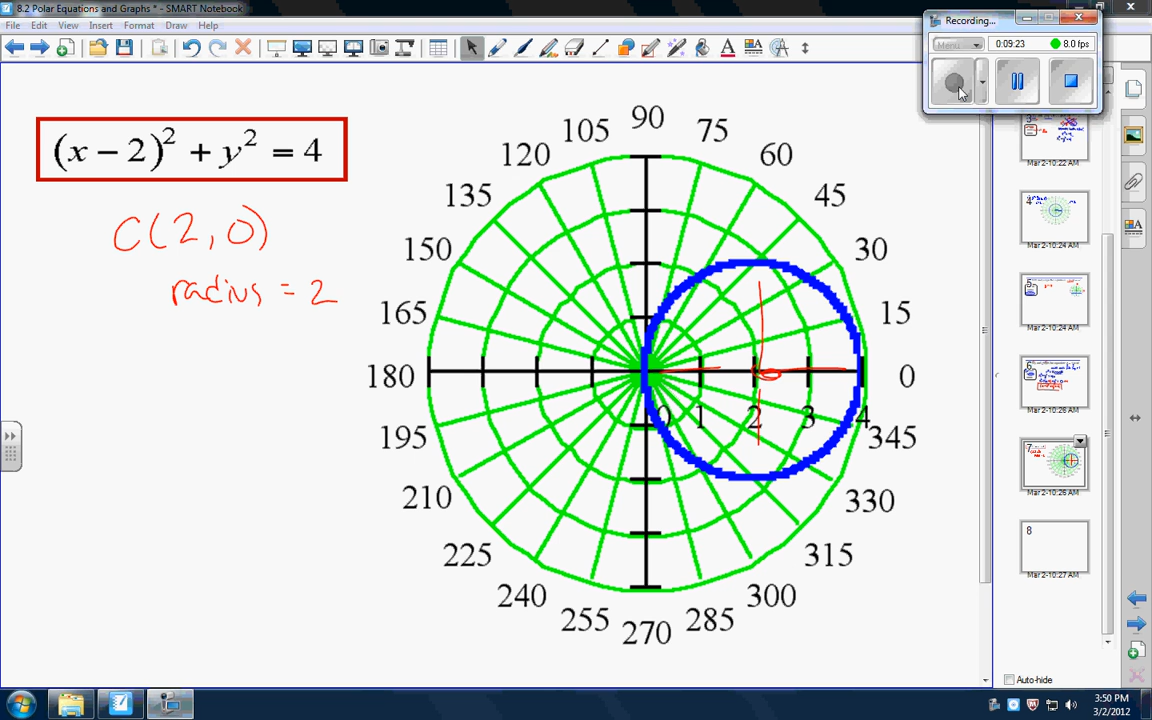 8.2 Polar Equations and Graphs * - SMART Notebook
File Edit View Insert Format Draw Help
Recording...
Menu
0:09:23
8.0 fps
(x − 2)² + y² = 4
C(2, 0)
radius = 2
90
105 75
120 60
135 45
150 30
165 15
180 0
0 1 2 3 4
195 345
210 330
225 315
240 300
255 285
270
Mar 2-10:22 AM
4
Mar 2-10:24 AM
5
Mar 2-10:24 AM
6
Mar 2-10:26 AM
7
Mar 2-10:26 AM
8
Mar 2-10:27 AM
Auto-hide
3:50 PM
3/2/2012